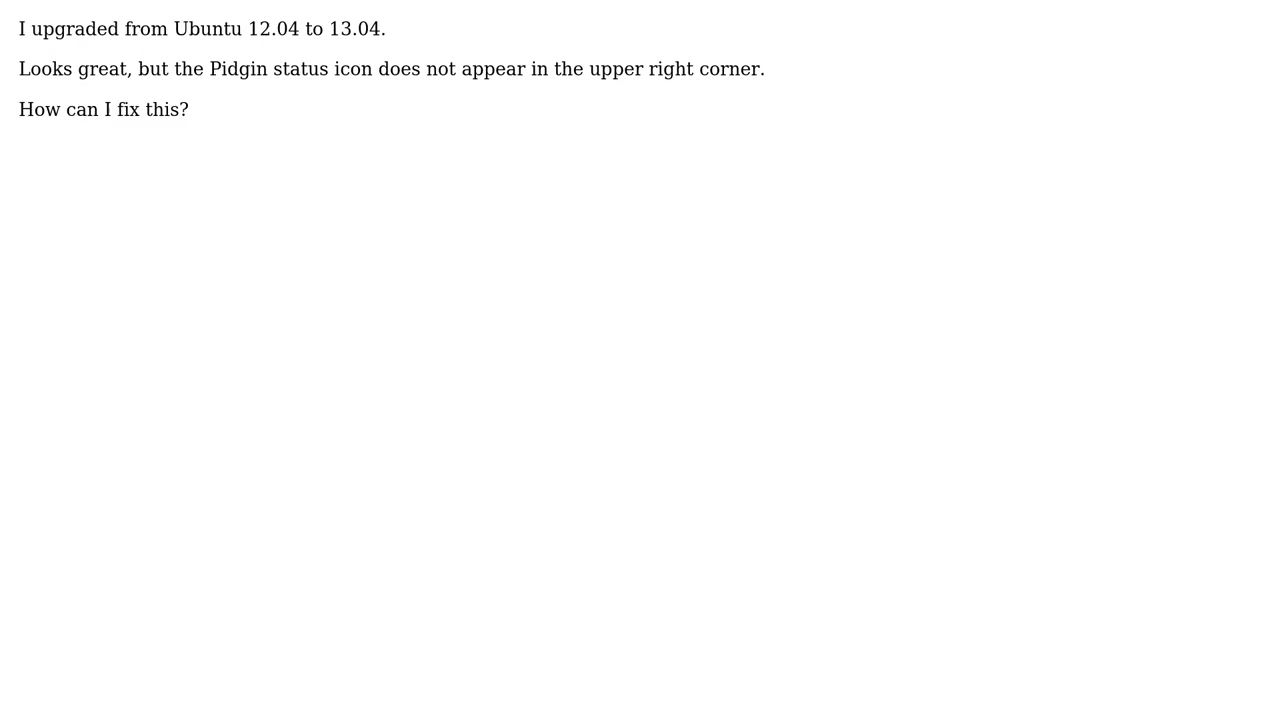 I upgraded from Ubuntu 12.04 to 13.04.
Looks great, but the Pidgin status icon does not appear in the upper right corner.
How can I fix this?